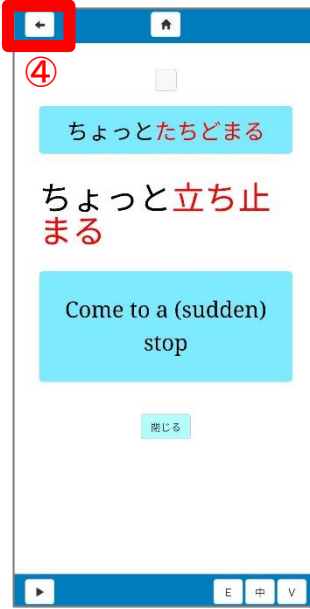 ④
ちょっとたちどまる
ちょっと立ち止
まる
Come to a (sudden)
stop
閉じる
E 中 V